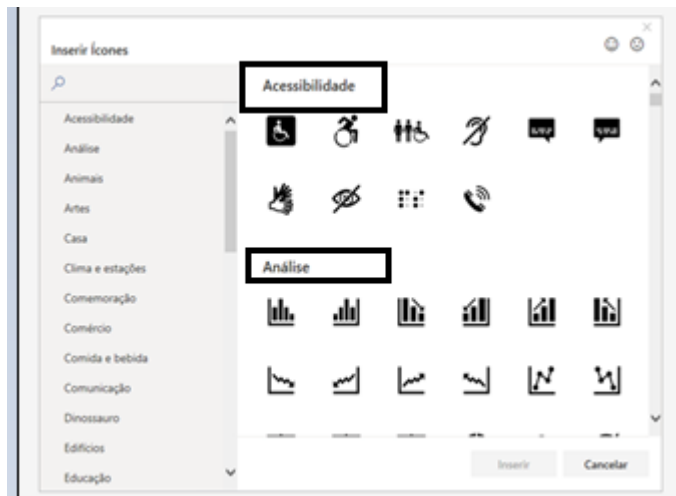 Inserir Ícones
Acessibilidade
Análise
Animais
Artes
Casa
Clima e estações
Comemoração
Comércio
Comida e bebida
Comunicação
Dinossauro
Edifícios
Educação
Acessibilidade
Análise
Inserir
Cancelar